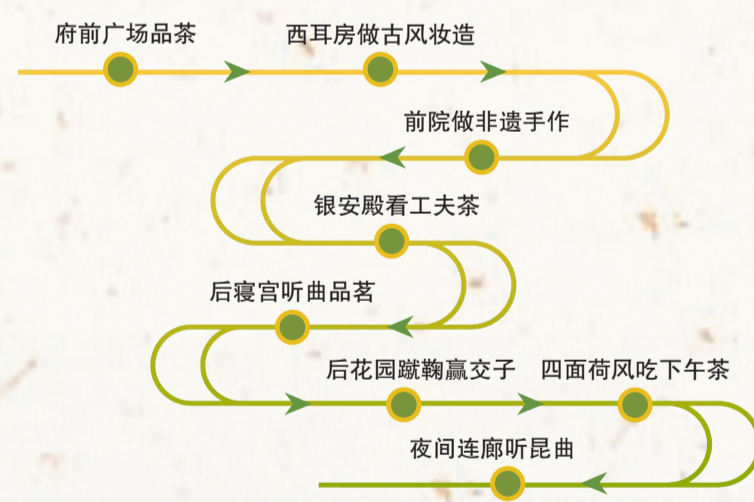 府前广场品茶
西耳房做古风妆造
前院做非遗手作
银安殿看工夫茶
后寝宫听曲品茗
后花园蹴鞠赢交子
四面荷风吃下午茶
夜间连廊听昆曲